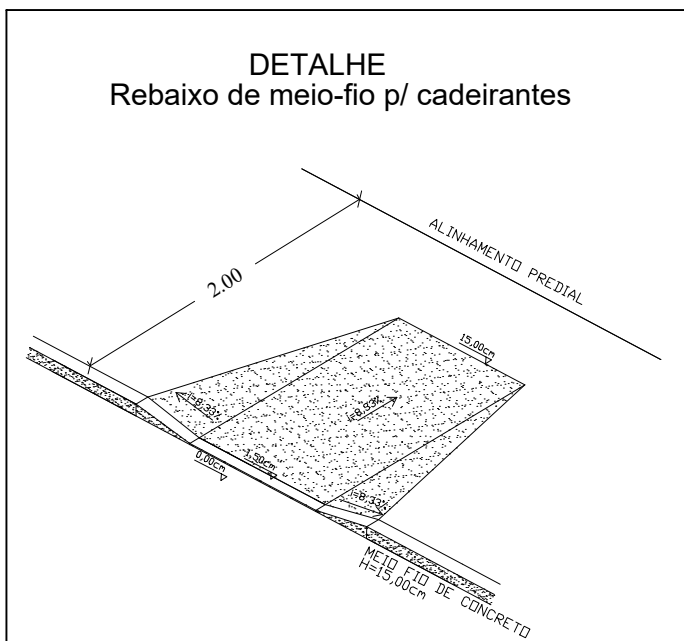 DETALHE
Rebaixo de meio-fio p/ cadeirantes
ALINHAMENTO PREDIAL
2.00
15,00cm
i=8,33%
i=8,33%
1,50cm
0,00cm
i=8,33%
MEIO FIO DE CONCRETO
H=15,00cm